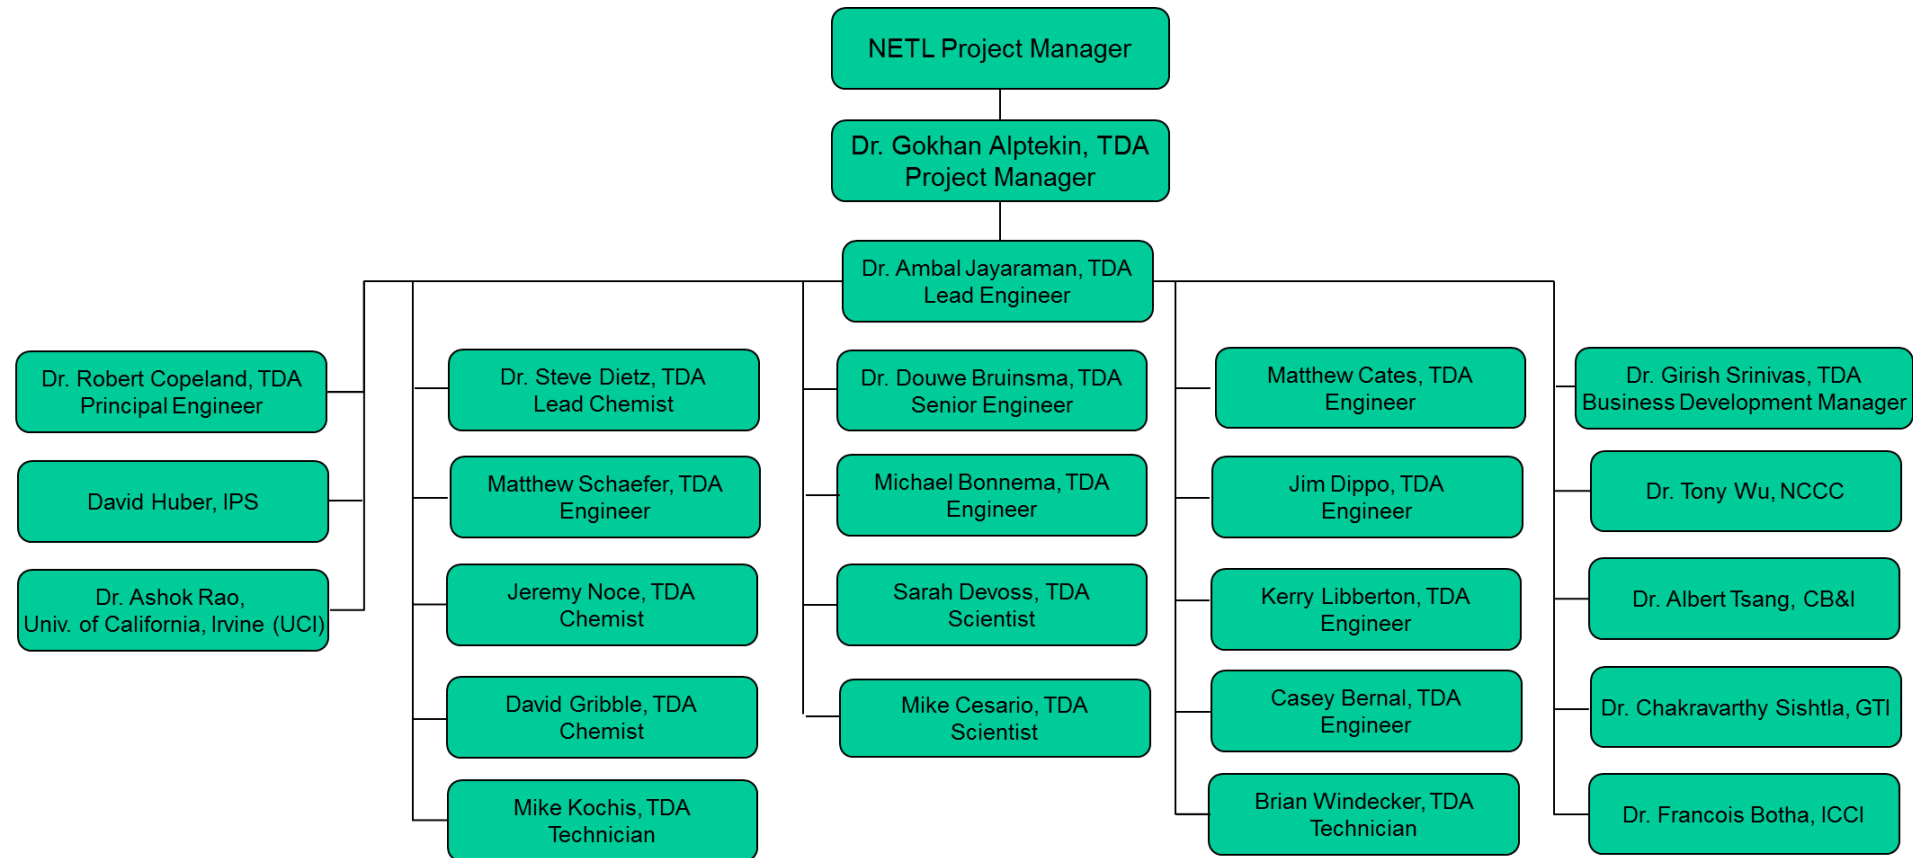 NETL Project Manager
Dr. Gokhan Alptekin, TDA
Project Manager
Dr. Ambal Jayaraman, TDA
Lead Engineer
Dr. Robert Copeland, TDA
Principal Engineer
David Huber, IPS
Dr. Ashok Rao,
Univ. of California, Irvine (UCI)
Dr. Steve Dietz, TDA
Lead Chemist
Matthew Schaefer, TDA
Engineer
Jeremy Noce, TDA
Chemist
David Gribble, TDA
Chemist
Mike Kochis, TDA
Technician
Dr. Douwe Bruinsma, TDA
Senior Engineer
Michael Bonnema, TDA
Engineer
Sarah Devoss, TDA
Scientist
Mike Cesario, TDA
Scientist
Matthew Cates, TDA
Engineer
Jim Dippo, TDA
Engineer
Kerry Libberton, TDA
Engineer
Casey Bernal, TDA
Engineer
Brian Windecker, TDA
Technician
Dr. Girish Srinivas, TDA
Business Development Manager
Dr. Tony Wu, NCCC
Dr. Albert Tsang, CB&I
Dr. Chakravarthy Sishtla, GTI
Dr. Francois Botha, ICCI